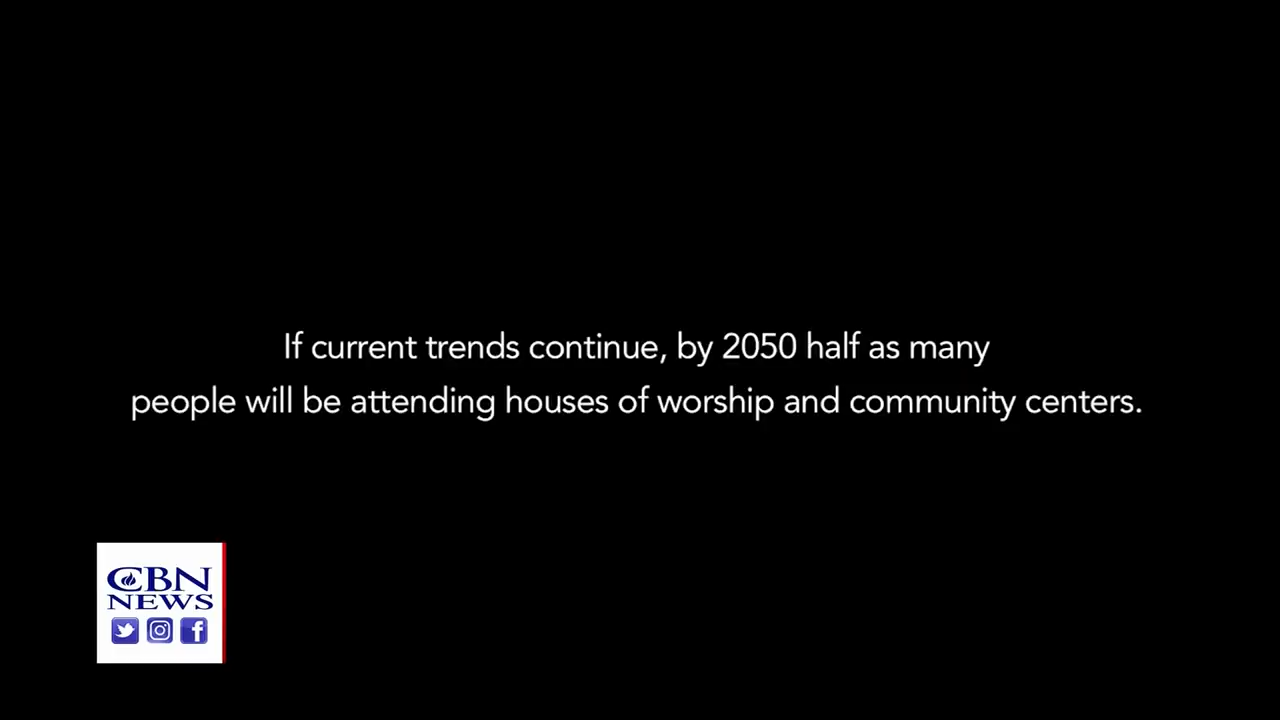 If current trends continue, by 2050 half as many
people will be attending houses of worship and community centers.
CBN
NEWS